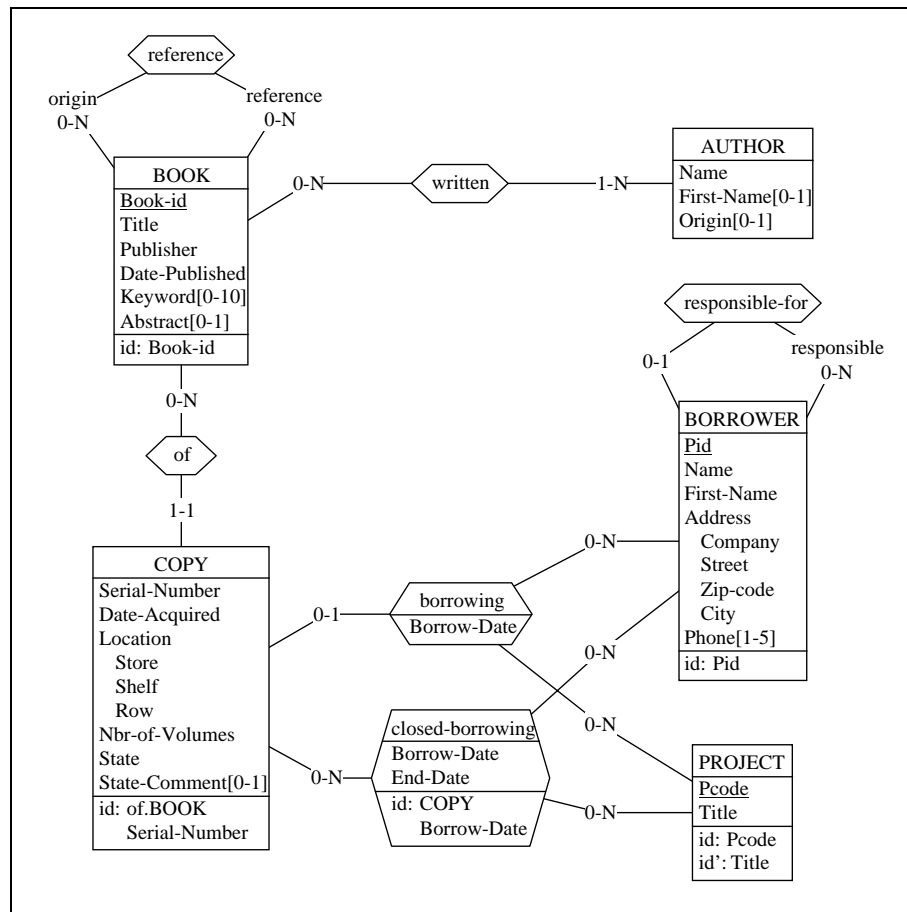 reference
origin
0-N
reference
0-N
BOOK
Book-id
Title
Publisher
Date-Published
Keyword[0-10]
Abstract[0-1]
id: Book-id
0-N
written
1-N
AUTHOR
Name
First-Name[0-1]
Origin[0-1]
responsible-for
0-1
responsible
0-N
BORROWER
Pid
Name
First-Name
Address
Company
Street
Zip-code
City
Phone[1-5]
id: Pid
0-N
of
1-1
COPY
Serial-Number
Date-Acquired
Location
Store
Shelf
Row
Nbr-of-Volumes
State
State-Comment[0-1]
id: of.BOOK
Serial-Number
0-1
borrowing
Borrow-Date
0-N
0-N
0-N
0-N
closed-borrowing
Borrow-Date
End-Date
id: COPY
Borrow-Date
0-N
PROJECT
Pcode
Title
id: Pcode
id': Title